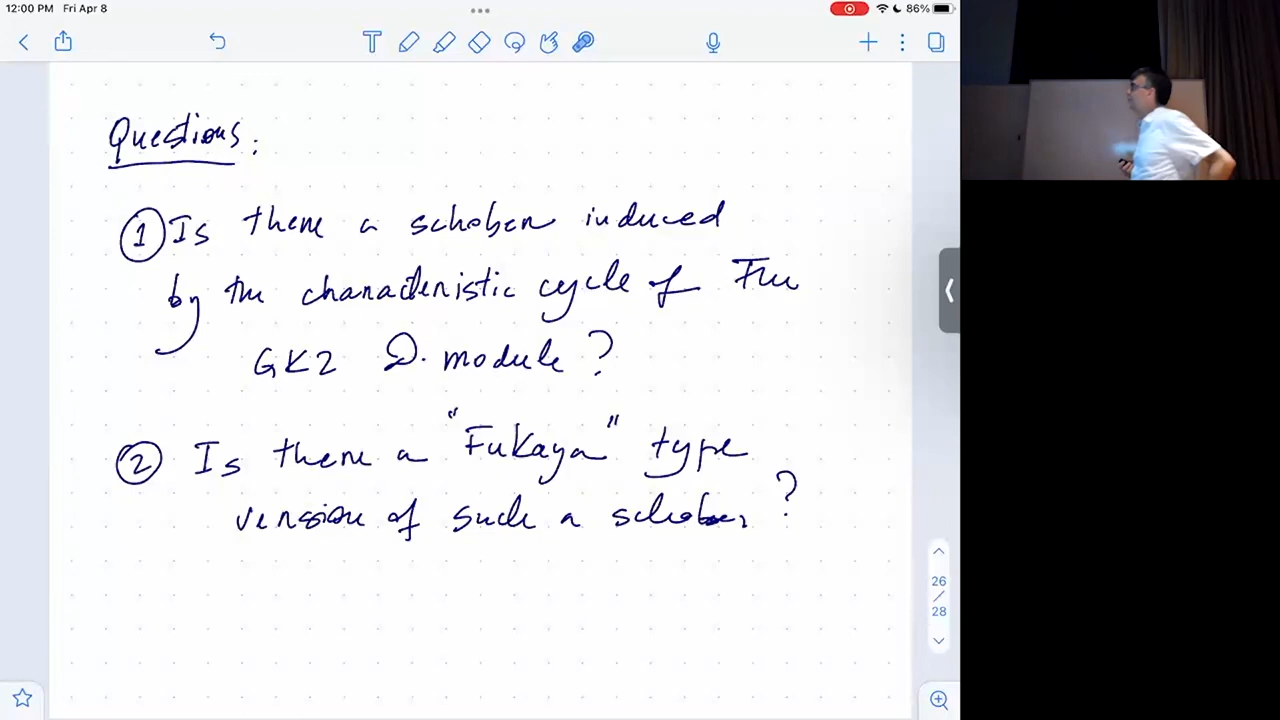 12:00 PM Fri Apr 8
86%
Questions:
① Is there a schober induced
by the characteristic cycle of the
GKZ D-module ?
② Is there a "Fukaya" type
version of such a schober ?
26
/
28